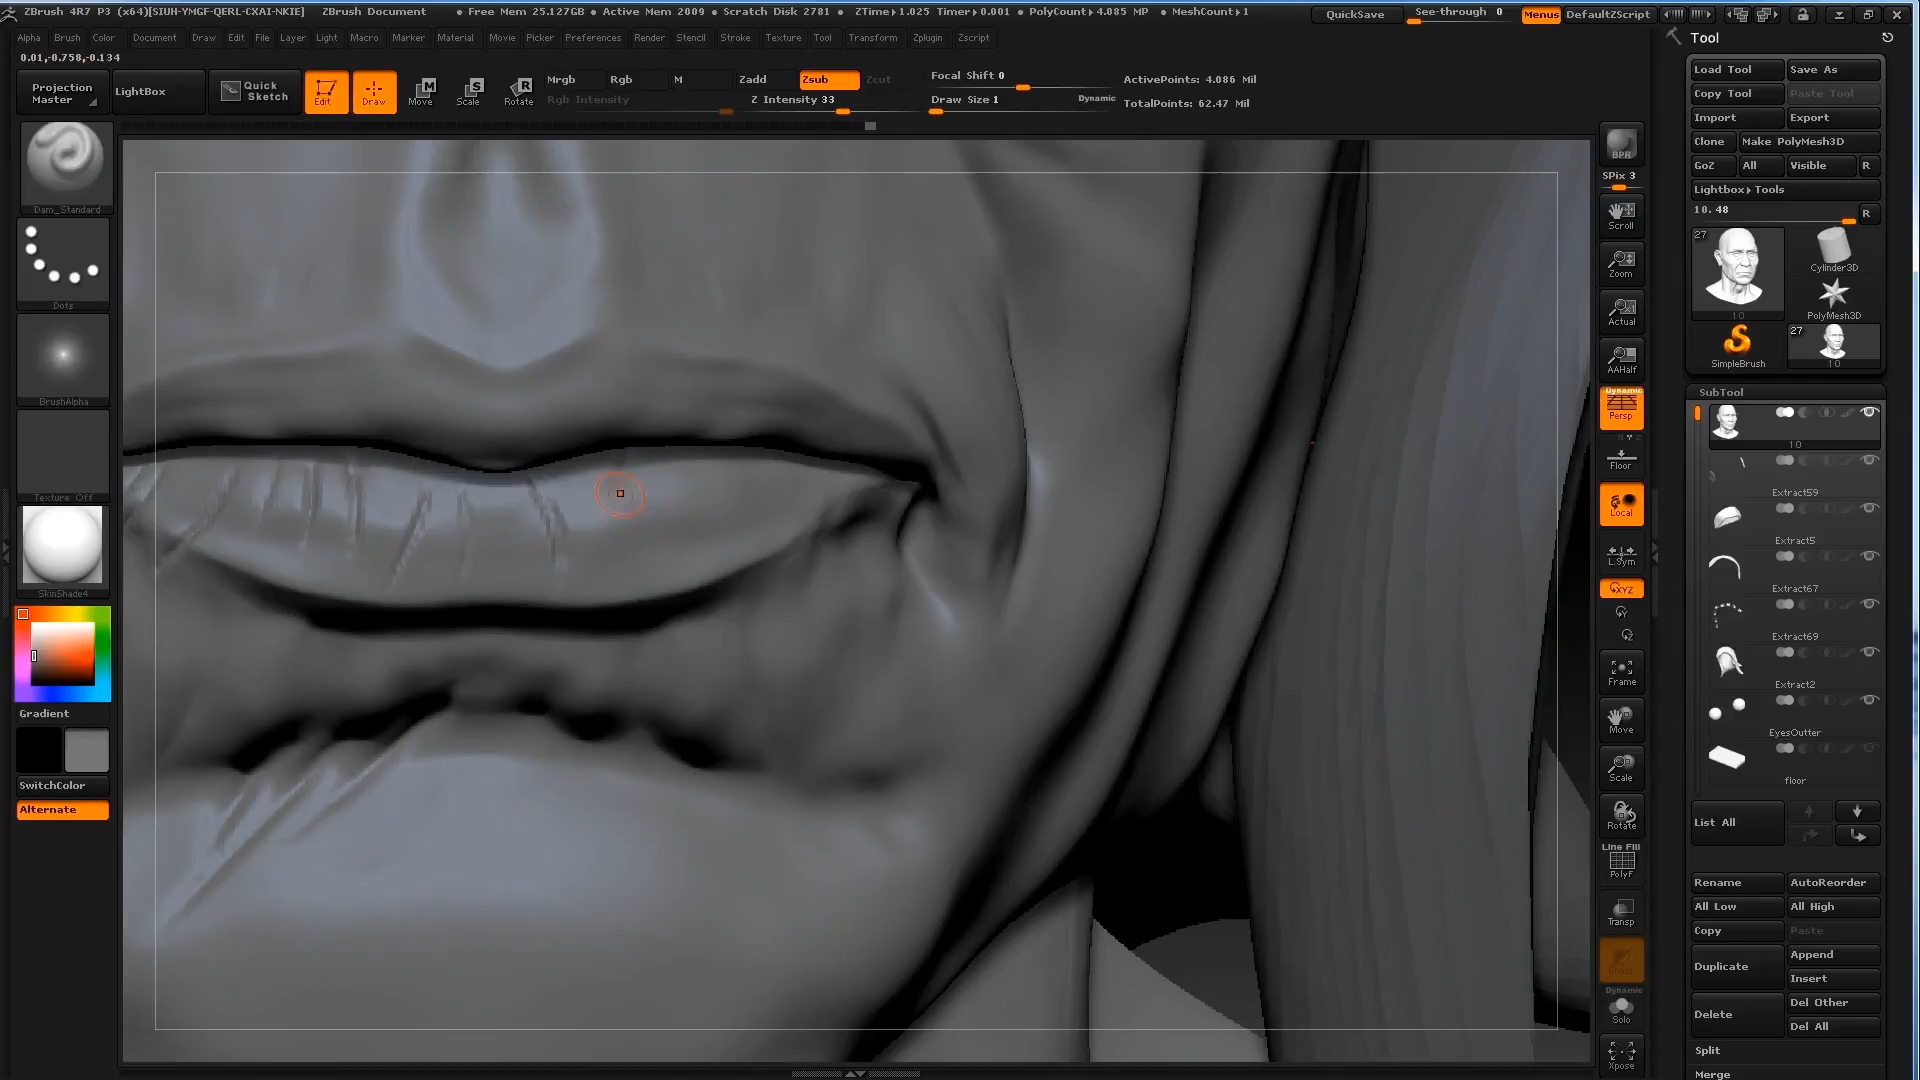 ZBrush 4R7 P3 (x64)[SIUH-YMGF-QERL-CXAI-NKIE] ZBrush Document • Free Mem 25.127GB • Active Mem 2009 • Scratch Disk 2781 • ZTime▸1.025 Timer▸0.001 • PolyCount▸4.085 MP • MeshCount▸1 QuickSave See-through 0 Menus DefaultZScript
Alpha Brush Color Document Draw Edit File Layer Light Macro Marker Material Movie Picker Preferences Render Stencil Stroke Texture Tool Transform Zplugin Zscript
0.01,-0.758,-0.134
Projection Master
LightBox
Quick Sketch
Edit
Draw
Move
Scale
Rotate
Mrgb Rgb M
Rgb Intensity
Zadd Zsub Zcut
Z Intensity 33
Focal Shift 0
Draw Size 1
Dynamic
ActivePoints: 4.086 Mil
TotalPoints: 62.47 Mil
Dam_Standard
Dots
BrushAlpha
Texture Off
SkinShade4
Gradient
SwitchColor
Alternate
BPR
SPix 3
Scroll
Zoom
Actual
AAHalf
Dynamic
Persp
Floor
Local
L.Sym
XYZ
Y
Z
Frame
Move
Scale
Rotate
Line Fill
PolyF
Transp
Ghost
Dynamic
Solo
Xpose
Tool
Load Tool Save As
Copy Tool Paste Tool
Import Export
Clone Make PolyMesh3D
GoZ All Visible R
Lightbox▸Tools
10. 48 R
27
10
Cylinder3D
PolyMesh3D
SimpleBrush
27
10
SubTool
10
Extract59
Extract5
Extract67
Extract69
Extract2
EyesOutter
floor
List All
Rename AutoReorder
All Low All High
Copy Paste
Duplicate Append
Insert
Delete Del Other
Del All
Split
Merge